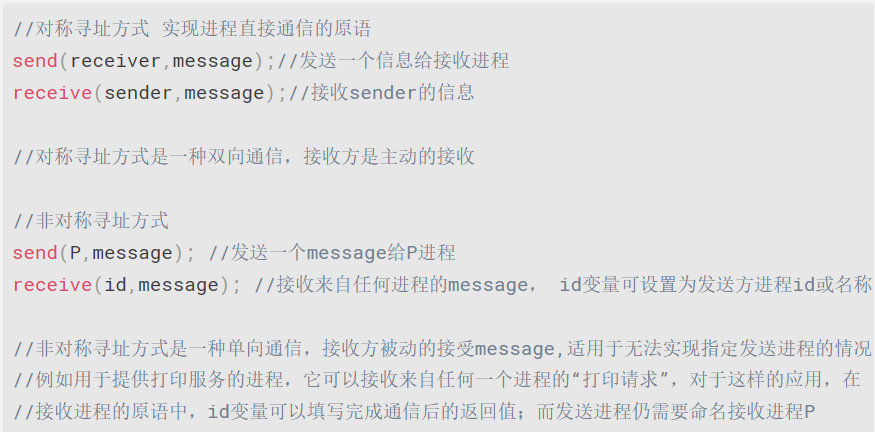 //对称寻址方式 实现进程直接通信的原语
send(receiver,message);//发送一个信息给接收进程
receive(sender,message);//接收sender的信息
//对称寻址方式是一种双向通信，接收方是主动的接收
//非对称寻址方式
send(P,message); //发送一个message给P进程
receive(id,message); //接收来自任何进程的message， id变量可设置为发送方进程id或名称
//非对称寻址方式是一种单向通信，接收方被动的接受message,适用于无法实现指定发送进程的情况
//例如用于提供打印服务的进程，它可以接收来自任何一个进程的“打印请求”，对于这样的应用，在
//接收进程的原语中，id变量可以填写完成通信后的返回值；而发送进程仍需要命名接收进程P